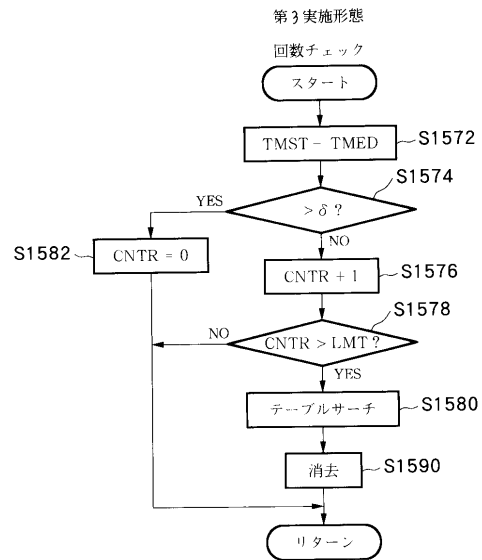 第3実施形態
回数チェック
スタート
TMST - TMED
S1572
S1574
> δ ?
YES
NO
S1582
CNTR = 0
CNTR + 1
S1576
S1578
CNTR > LMT ?
NO
YES
テーブルサーチ
S1580
消去
S1590
リターン